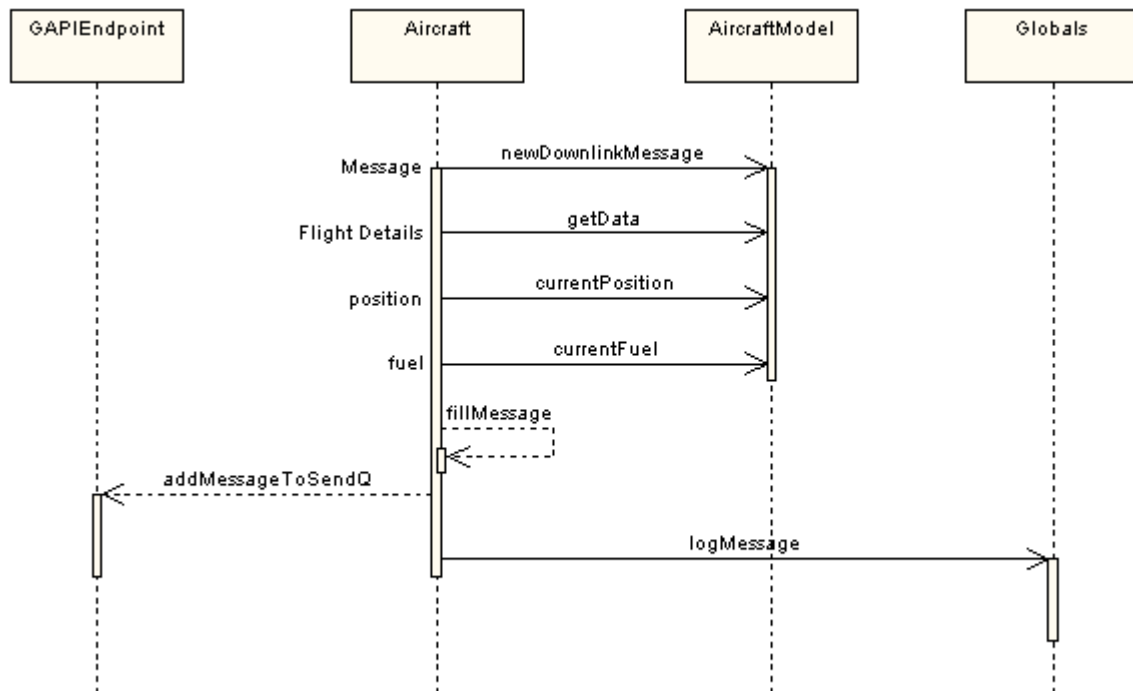 GAPIEndpoint Aircraft AircraftModel Globals
Message newDownlinkMessage
Flight Details getData
position currentPosition
fuel currentFuel
fillMessage
addMessageToSendQ
logMessage